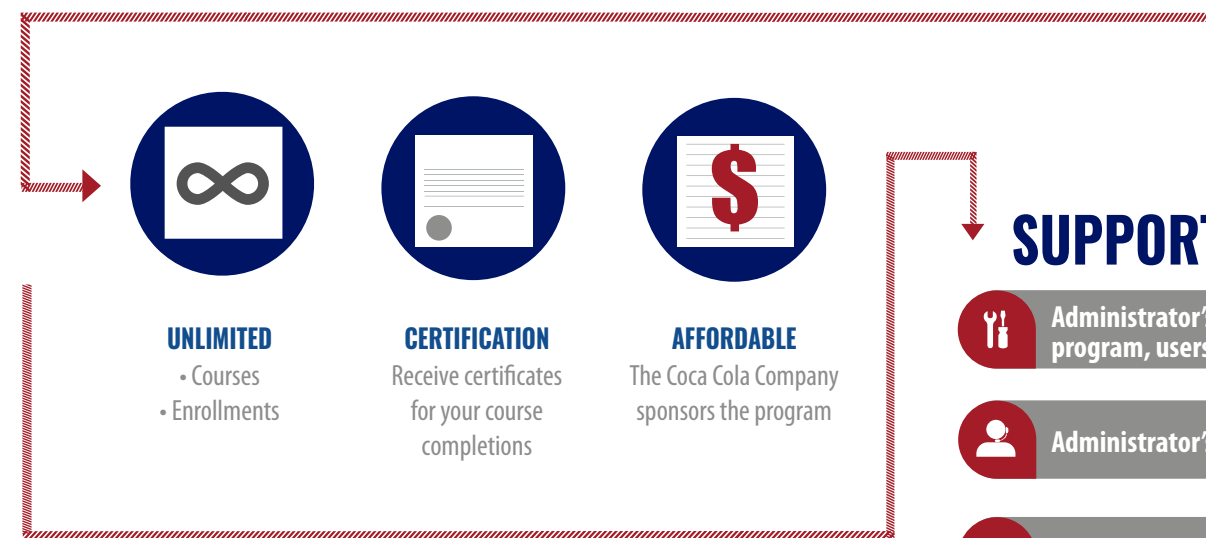 UNLIMITED
• Courses
• Enrollments
CERTIFICATION
Receive certificates
for your course
completions
AFFORDABLE
The Coca Cola Company
sponsors the program
SUPPORT
Administrator's
program, users
Administrator's